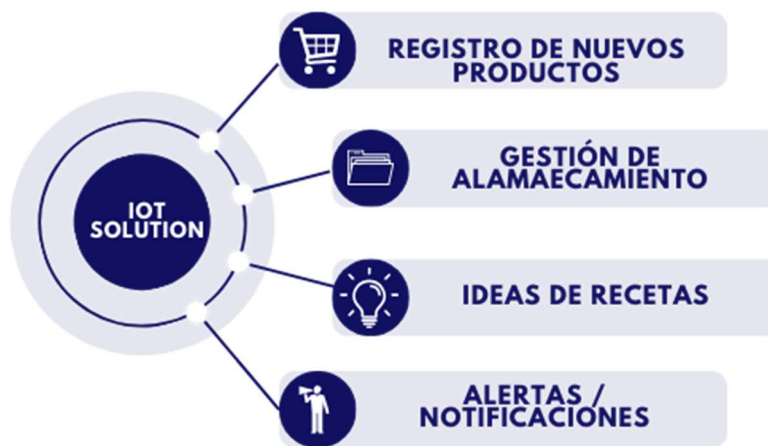 IOT
SOLUTION
REGISTRO DE NUEVOS
PRODUCTOS
GESTIÓN DE
ALAMAECAMIENTO
IDEAS DE RECETAS
ALERTAS /
NOTIFICACIONES